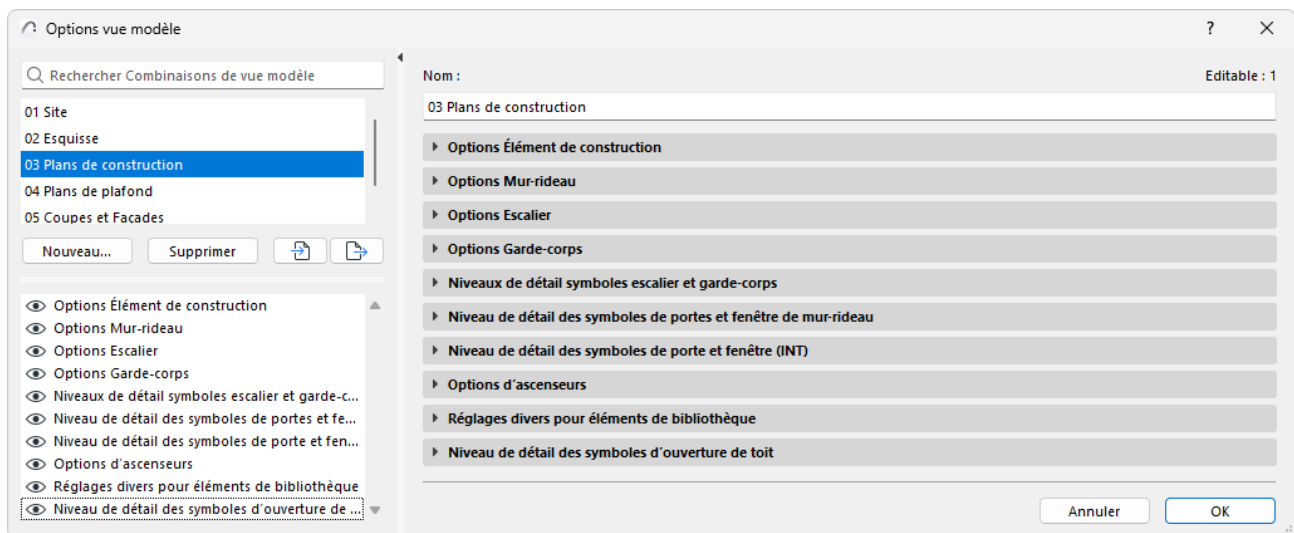 Options vue modèle
?
Rechercher Combinaisons de vue modèle
01 Site
02 Esquisse
03 Plans de construction
04 Plans de plafond
05 Coupes et Façades
Nouveau...
Supprimer
Options Élément de construction
Options Mur-rideau
Options Escalier
Options Garde-corps
Niveaux de détail symboles escalier et garde-c...
Niveau de détail des symboles de portes et fe...
Niveau de détail des symboles de porte et fen...
Options d'ascenseurs
Réglages divers pour éléments de bibliothèque
Niveau de détail des symboles d'ouverture de ...
Nom :
Editable : 1
03 Plans de construction
Options Élément de construction
Options Mur-rideau
Options Escalier
Options Garde-corps
Niveaux de détail symboles escalier et garde-corps
Niveau de détail des symboles de portes et fenêtre de mur-rideau
Niveau de détail des symboles de porte et fenêtre (INT)
Options d'ascenseurs
Réglages divers pour éléments de bibliothèque
Niveau de détail des symboles d'ouverture de toit
Annuler
OK